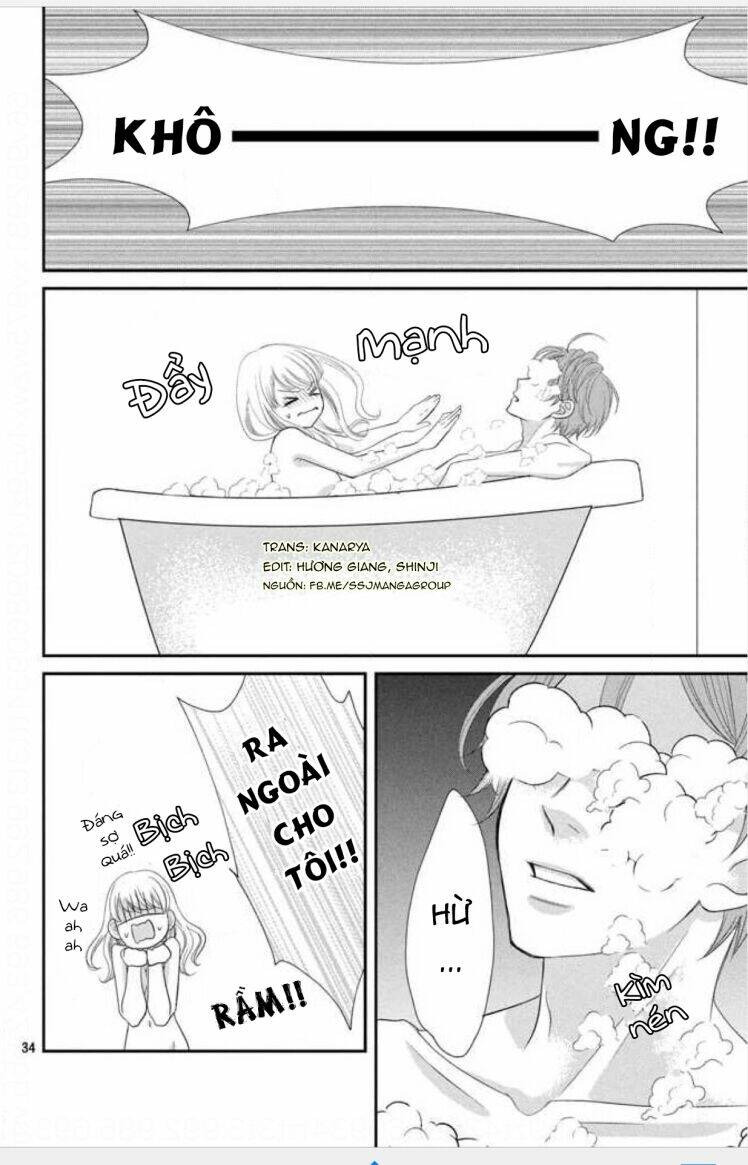 KHÔ — NG!!
ĐẨY
MẠNH
TRANS: KANARYA
EDIT: HƯƠNG GIANG, SHINJI
NGUỒN: FB.ME/SSJMANGAGROUP
HỪ
...
KÌM
NÉN
RA
NGOÀI
CHO
TÔI!!
Đáng
sợ
quá!!
BỊCH
BỊCH
Wa
ah
ah
RẦM!!
34